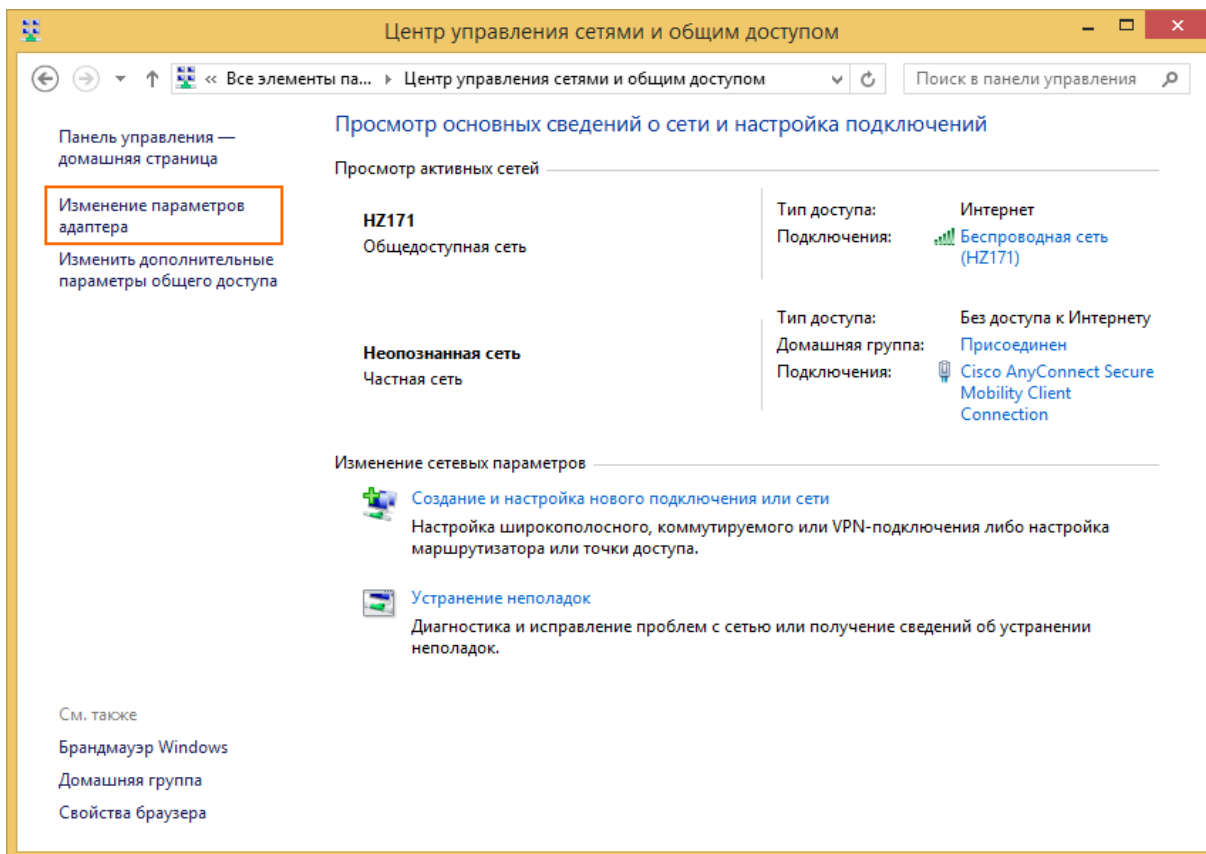 Центр управления сетями и общим доступом
« Все элементы па... Центр управления сетями и общим доступом
Поиск в панели управления
Панель управления —
домашняя страница
Изменение параметров
адаптера
Изменить дополнительные
параметры общего доступа
Просмотр основных сведений о сети и настройка подключений
Просмотр активных сетей
HZ171
Общедоступная сеть
Тип доступа: Интернет
Подключения: Беспроводная сеть
(HZ171)
Неопознанная сеть
Частная сеть
Тип доступа: Без доступа к Интернету
Домашняя группа: Присоединен
Подключения: Cisco AnyConnect Secure
Mobility Client
Connection
Изменение сетевых параметров
Создание и настройка нового подключения или сети
Настройка широкополосного, коммутируемого или VPN-подключения либо настройка
маршрутизатора или точки доступа.
Устранение неполадок
Диагностика и исправление проблем с сетью или получение сведений об устранении
неполадок.
См. также
Брандмауэр Windows
Домашняя группа
Свойства браузера